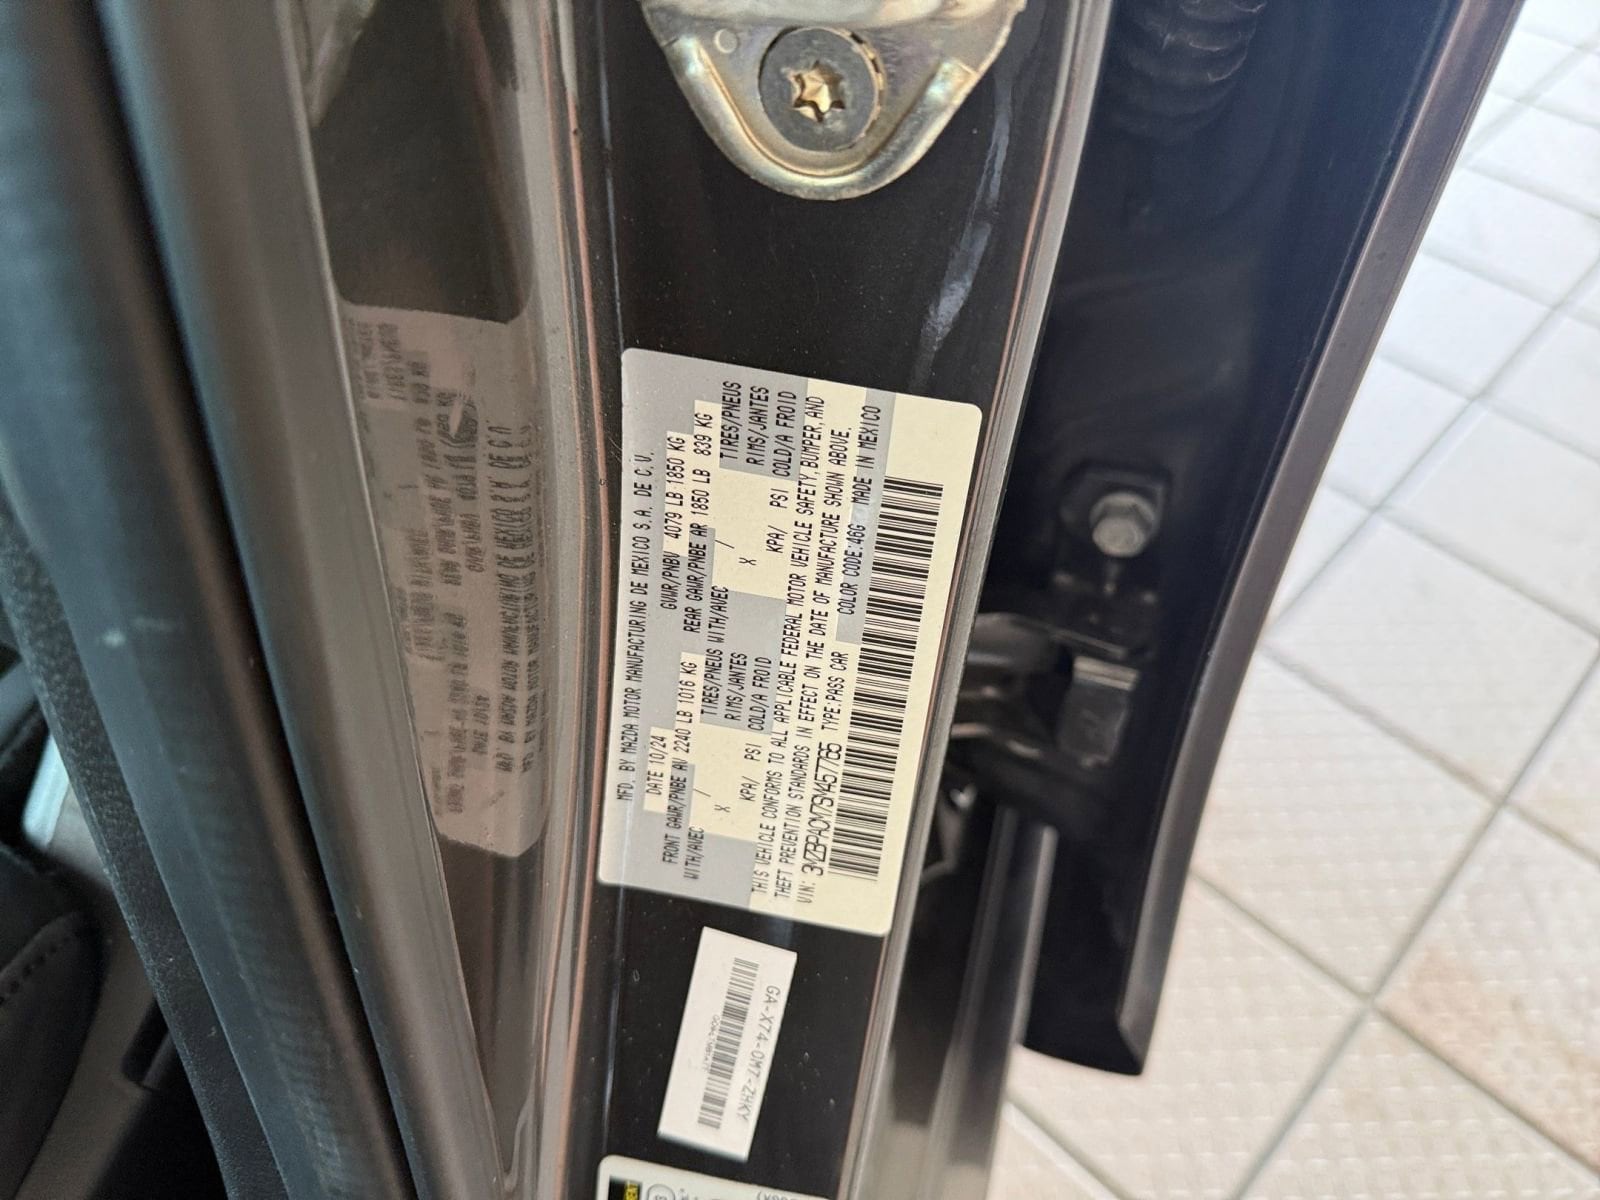 MFD. BY MAZDA MOTOR MANUFACTURING DE MEXICO S.A. DE C.V.
DATE 10/24 GVWR/PNBV 4079 LB 1850 KG
FRONT GAWR/PNBE AV 2240 LB 1016 KG REAR GAWR/PNBE AR 1850 LB 839 KG
WITH/AVEC TIRES/PNEUS WITH/AVEC TIRES/PNEUS
X / RIMS/JANTES X / RIMS/JANTES
KPA/ PSI COLD/A FROID KPA/ PSI COLD/A FROID
THIS VEHICLE CONFORMS TO ALL APPLICABLE FEDERAL MOTOR VEHICLE SAFETY, BUMPER, AND
THEFT PREVENTION STANDARDS IN EFFECT ON THE DATE OF MANUFACTURE SHOWN ABOVE.
VIN: 3MZBPACM7SM457765 TYPE:PASS CAR COLOR CODE:46G MADE IN MEXICO
GA-X74-CM7-ZHKY